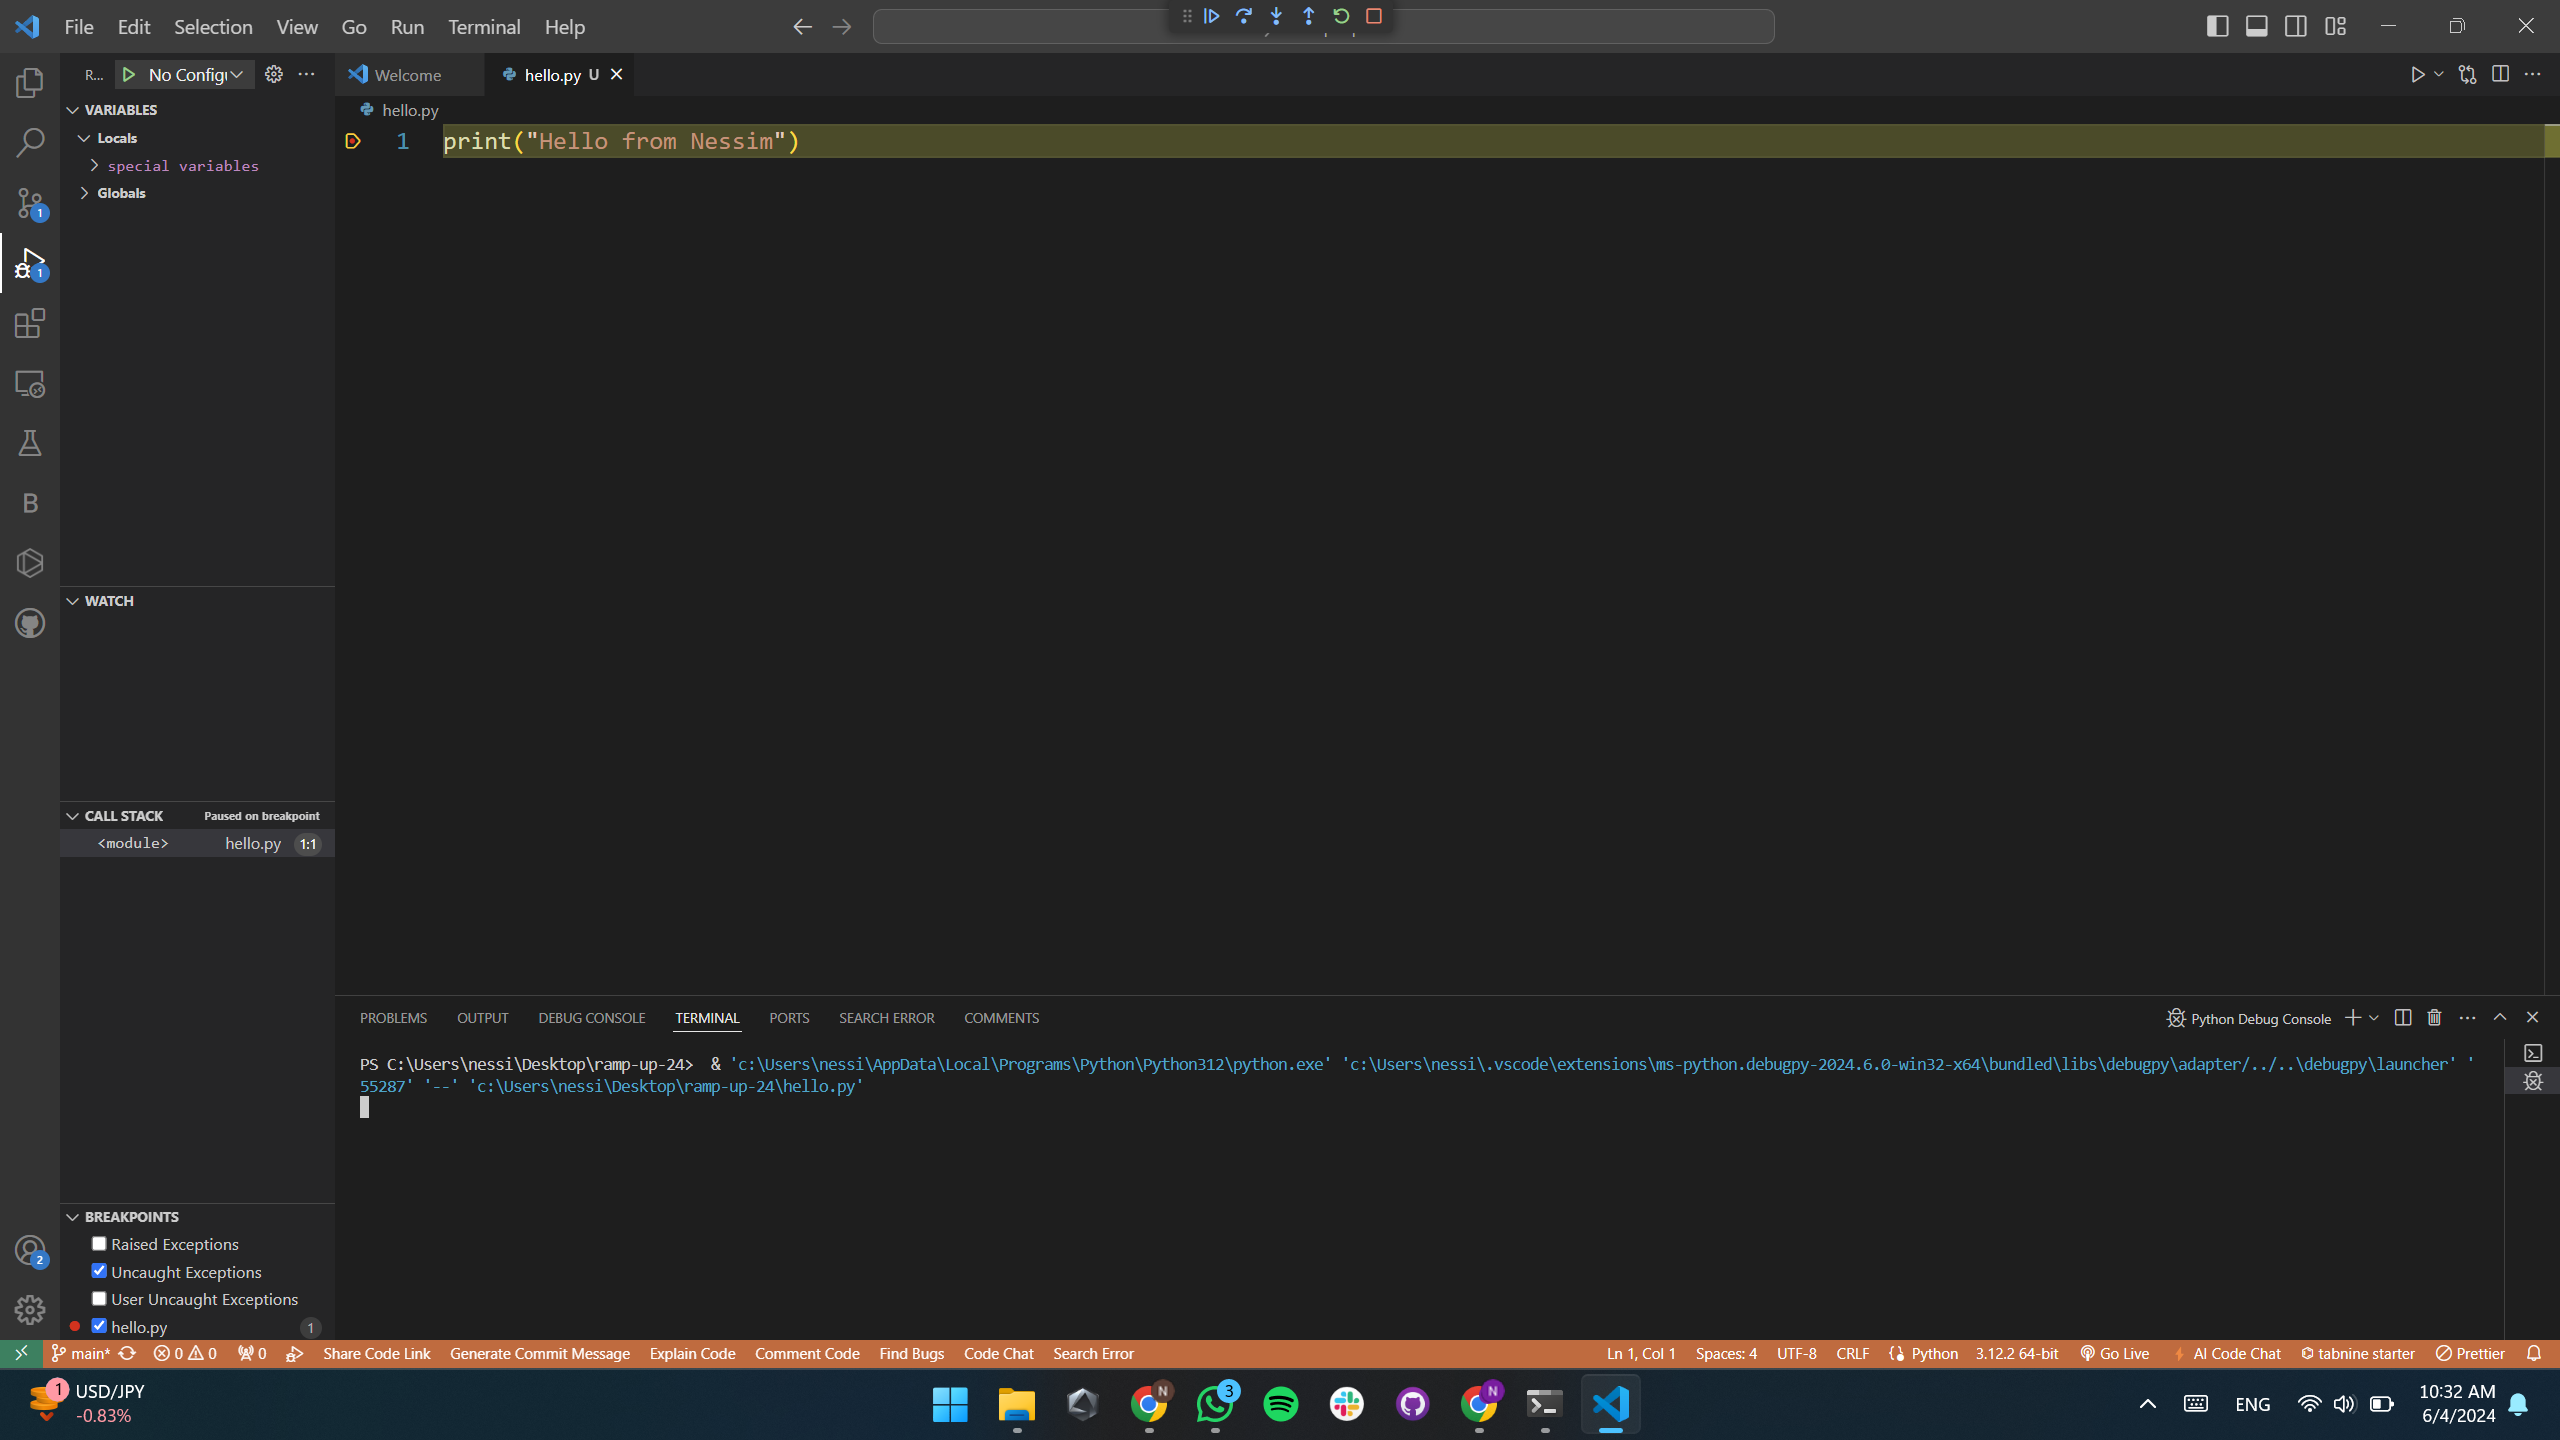 File Edit Selection View Go Run Terminal Help
R... No Configu
Welcome
hello.py U
VARIABLES
Locals
special variables
Globals
hello.py
1 print("Hello from Nessim")
WATCH
CALL STACK Paused on breakpoint
<module> hello.py 1:1
BREAKPOINTS
Raised Exceptions
Uncaught Exceptions
User Uncaught Exceptions
hello.py 1
1
1
B
2
PROBLEMS OUTPUT DEBUG CONSOLE TERMINAL PORTS SEARCH ERROR COMMENTS
Python Debug Console
PS C:\Users\nessi\Desktop\ramp-up-24> & 'c:\Users\nessi\AppData\Local\Programs\Python\Python312\python.exe' 'c:\Users\nessi\.vscode\extensions\ms-python.debugpy-2024.6.0-win32-x64\bundled\libs\debugpy\adapter/../..\debugpy\launcher' '
55287' '--' 'c:\Users\nessi\Desktop\ramp-up-24\hello.py'
main* 0 0 0 Share Code Link Generate Commit Message Explain Code Comment Code Find Bugs Code Chat Search Error
Ln 1, Col 1 Spaces: 4 UTF-8 CRLF Python 3.12.2 64-bit Go Live AI Code Chat tabnine starter Prettier
1 USD/JPY
-0.83%
N 3 N
ENG
10:32 AM
6/4/2024